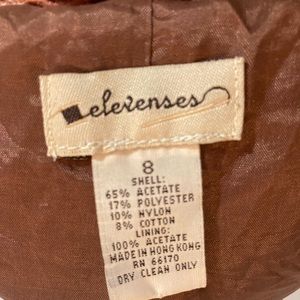 elevenses
8
SHELL:
65% ACETATE
17% POLYESTER
10% NYLON
8% COTTON
LINING:
100% ACETATE
MADE IN HONG KONG
RN 66170
DRY CLEAN ONLY